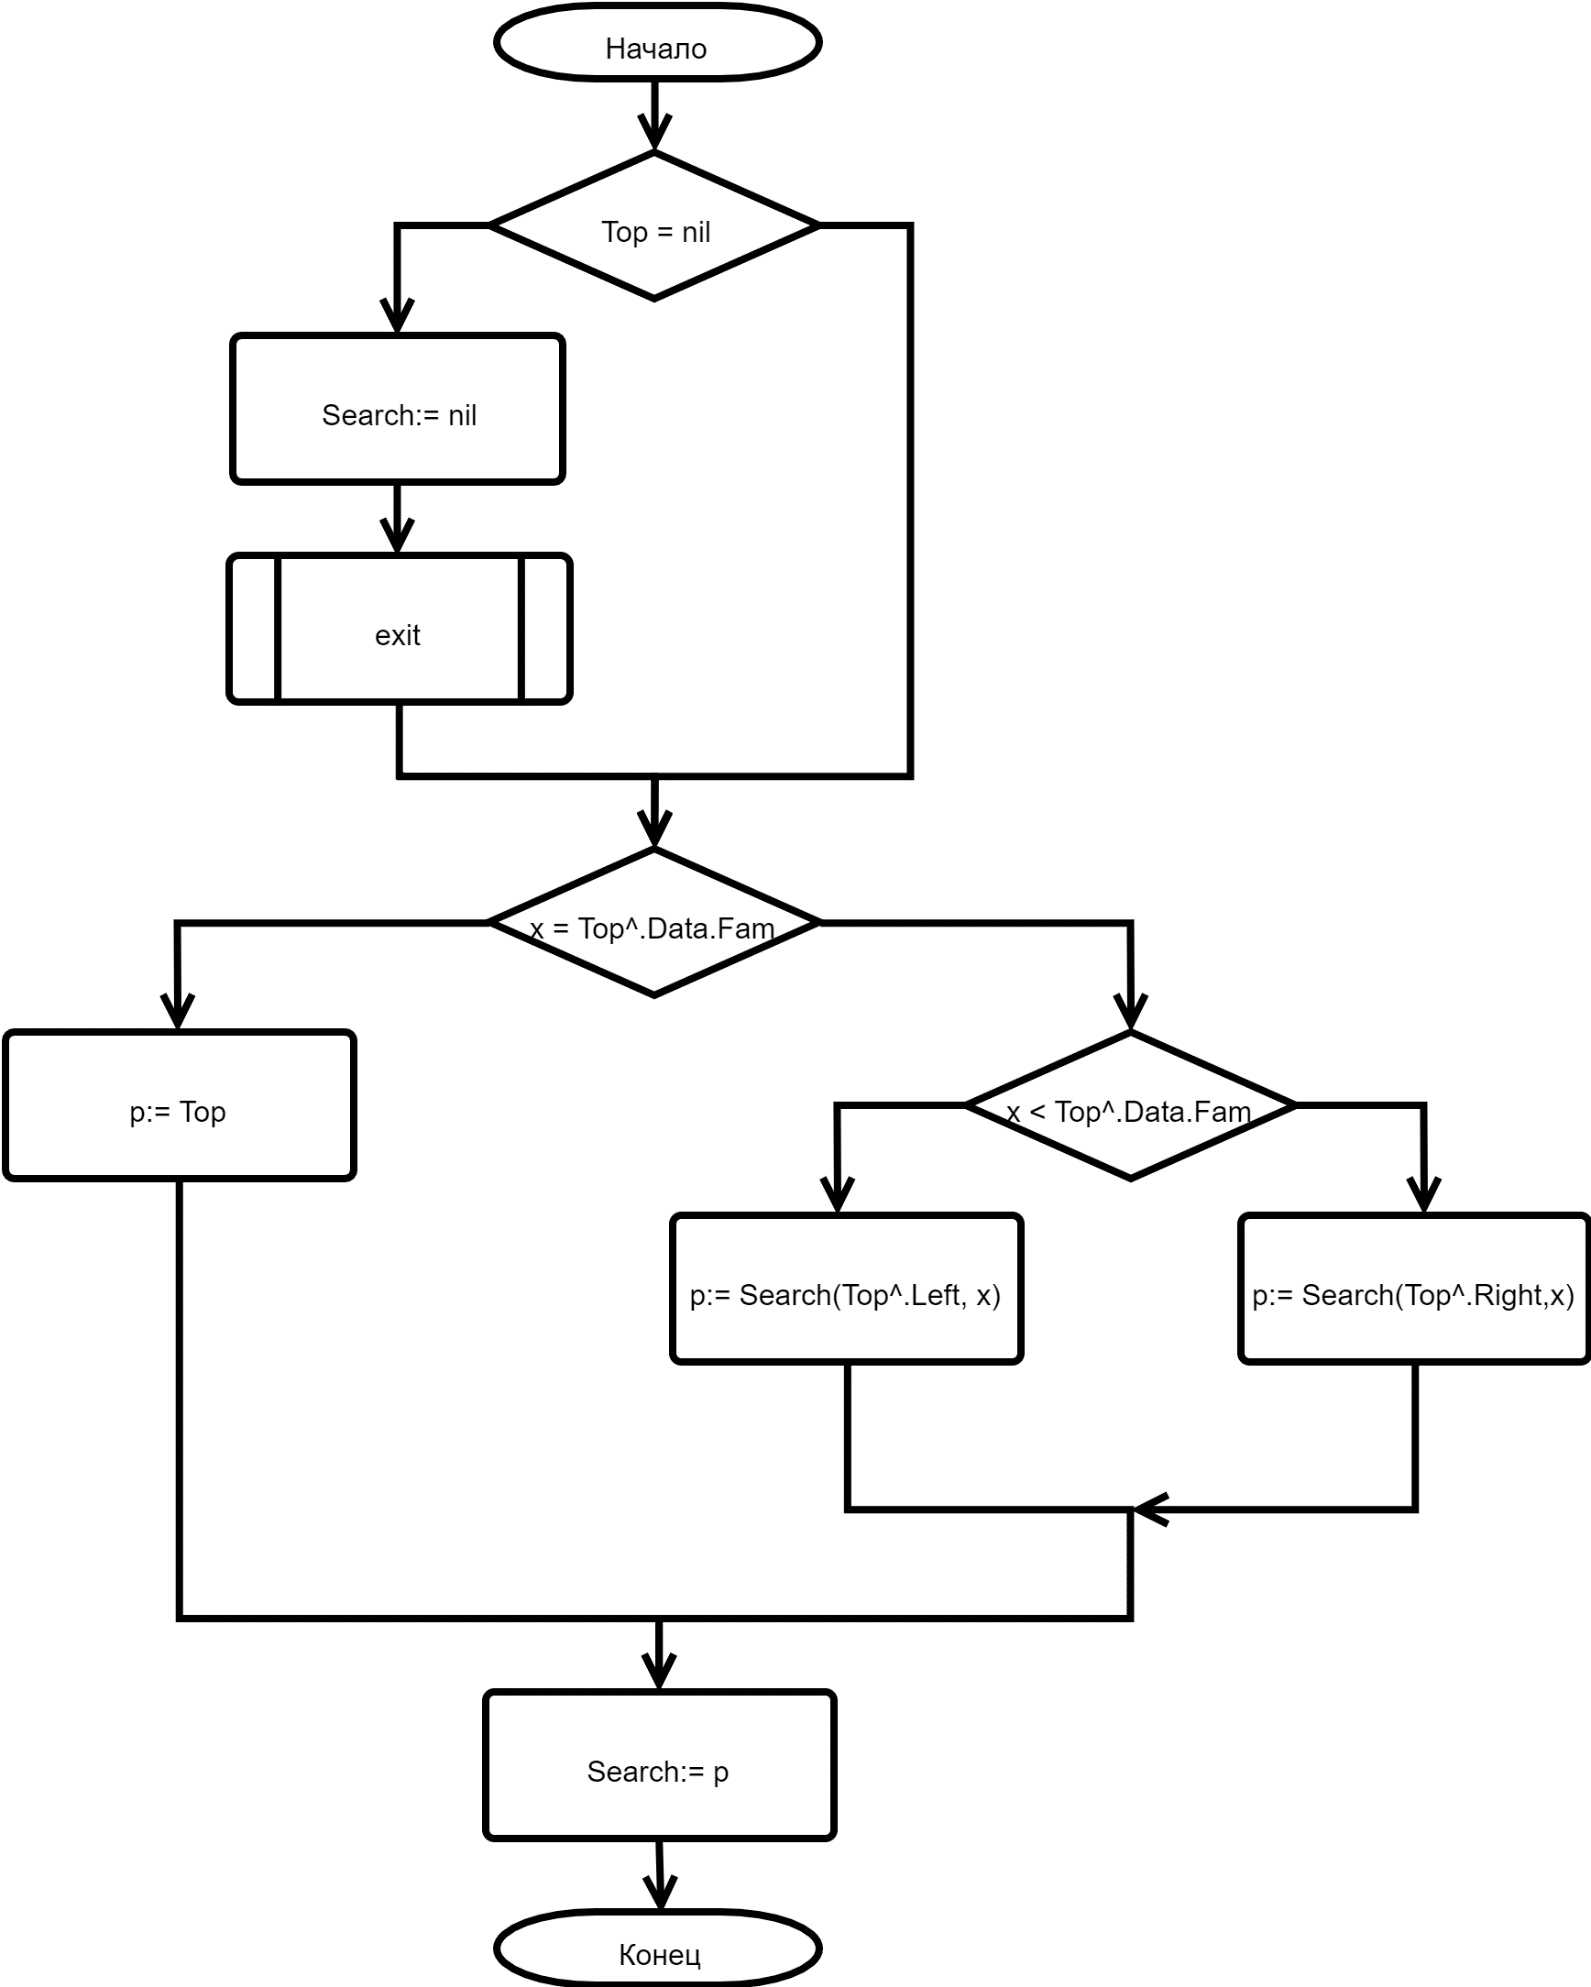 Начало
Top = nil
Search:= nil
exit
x = Top^.Data.Fam
p:= Top
x < Top^.Data.Fam
p:= Search(Top^.Left, x)
p:= Search(Top^.Right,x)
Search:= p
Конец